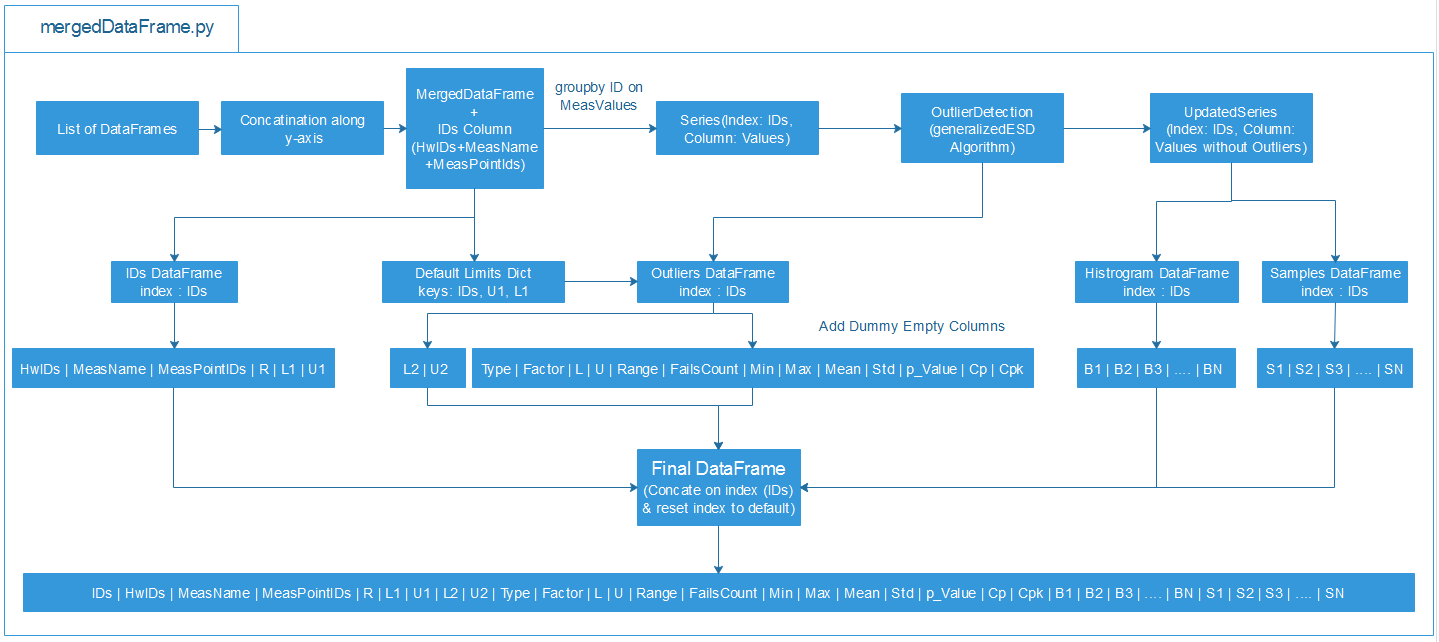 mergedDataFrame.py
List of DataFrames
Concatination along
y-axis
MergedDataFrame
+
IDs Column
(HwIDs+MeasName
+MeasPointIds)
groupby ID on
MeasValues
Series(Index: IDs,
Column: Values)
OutlierDetection
(generalizedESD
Algorithm)
UpdatedSeries
(Index: IDs, Column:
Values without Outliers)
IDs DataFrame
index : IDs
Default Limits Dict
keys: IDs, U1, L1
Outliers DataFrame
index : IDs
Histrogram DataFrame
index : IDs
Samples DataFrame
index : IDs
Add Dummy Empty Columns
HwIDs | MeasName | MeasPointIDs | R | L1 | U1
L2 | U2
Type | Factor | L | U | Range | FailsCount | Min | Max | Mean | Std | p_Value | Cp | Cpk
B1 | B2 | B3 | .... | BN
S1 | S2 | S3 | .... | SN
Final DataFrame
(Concate on index (IDs)
& reset index to default)
IDs | HwIDs | MeasName | MeasPointIDs | R | L1 | U1 | L2 | U2 | Type | Factor | L | U | Range | FailsCount | Min | Max | Mean | Std | p_Value | Cp | Cpk | B1 | B2 | B3 | .... | BN | S1 | S2 | S3 | .... | SN